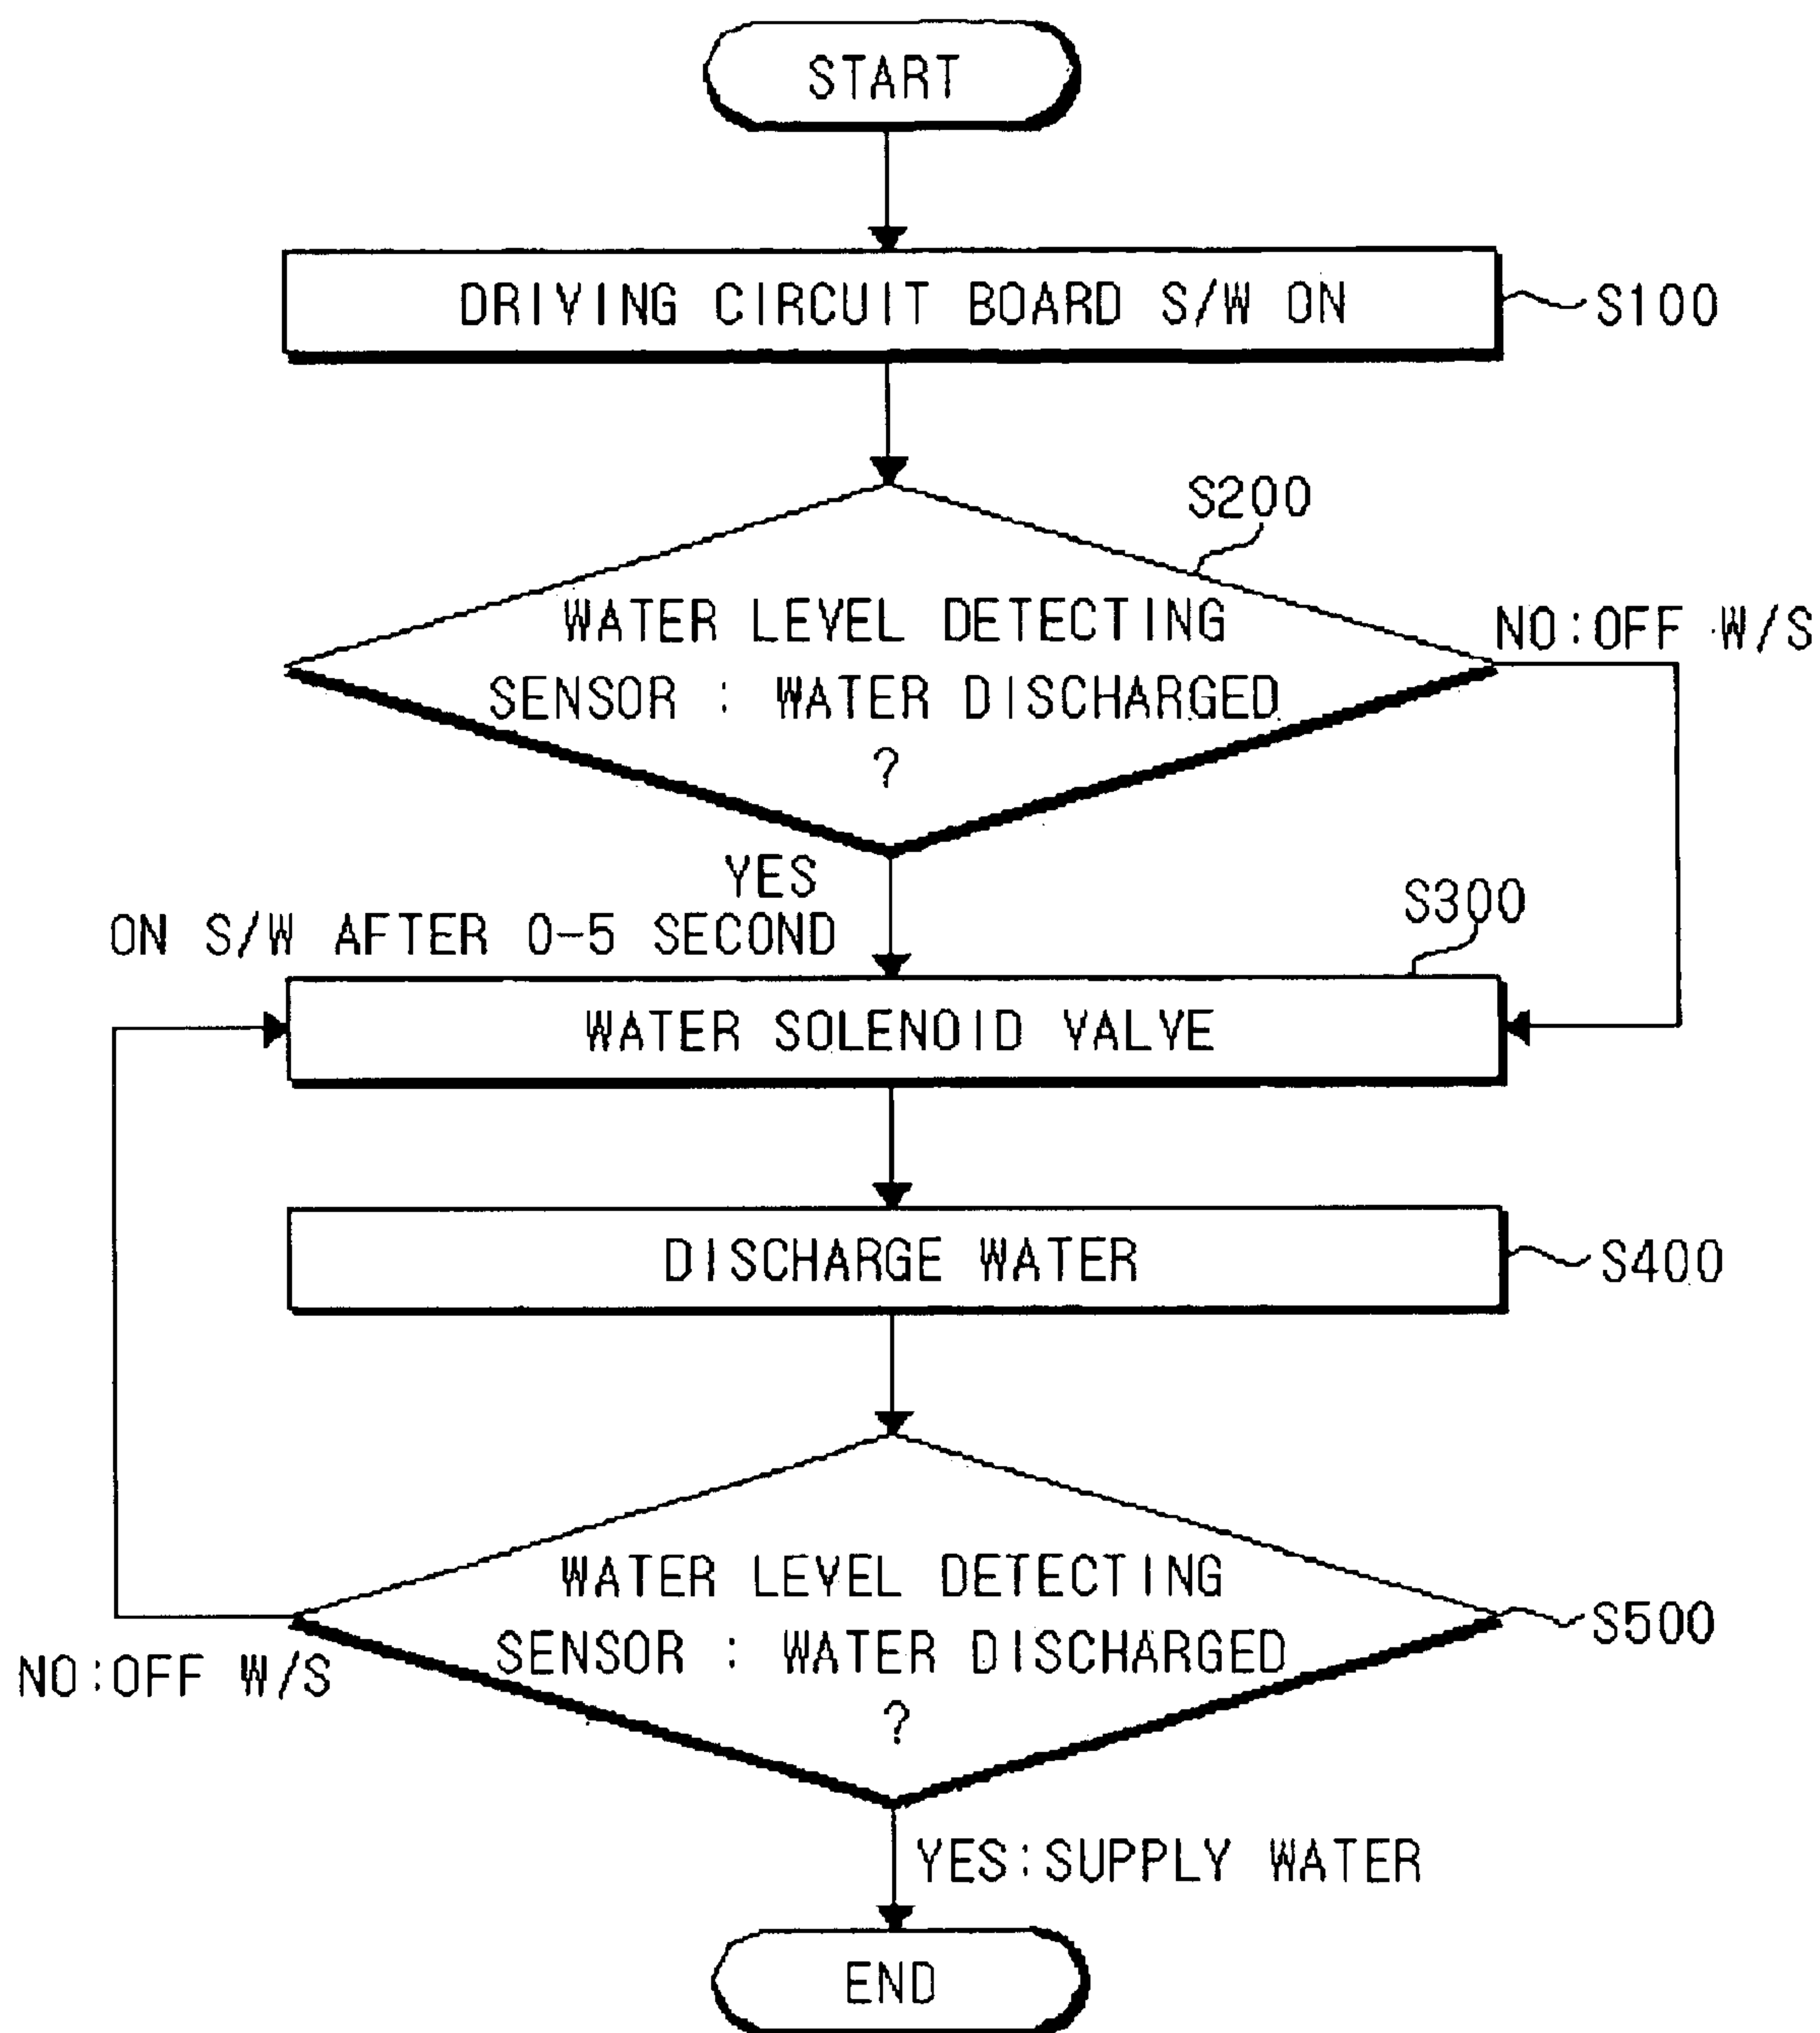 START
DRIVING CIRCUIT BOARD S/W ON
S100
S200
WATER LEVEL DETECTING
SENSOR : WATER DISCHARGED
?
NO:OFF W/S
YES
ON S/W AFTER 0-5 SECOND
S300
WATER SOLENOID VALVE
DISCHARGE WATER
S400
WATER LEVEL DETECTING
SENSOR : WATER DISCHARGED
?
S500
NO:OFF W/S
YES:SUPPLY WATER
END